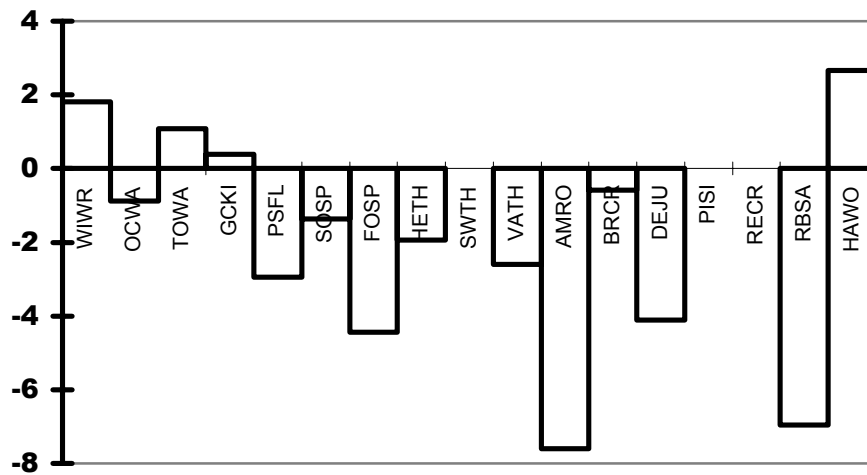 4
2
0
-2
-4
-6
-8
WIWR
OCWA
TOWA
GCKI
PSFL
SOSP
FOSP
HETH
SWTH
VATH
AMRO
BRCR
DEJU
PISI
RECR
RBSA
HAWO